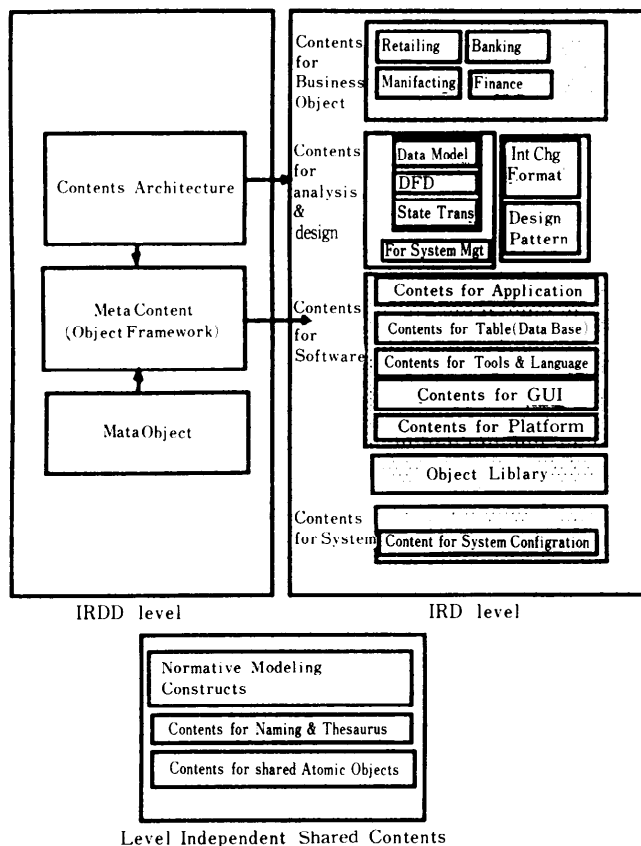 Contents Architecture
Meta Content
(Object Framework)
Mata Object
IRDD level
Contents
for
Business
Object
Retailing
Banking
Manifacting
Finance
Contents
for
analysis
&
design
Data Model
DFD
State Trans
For System Mgt
Int Chg
Format
Design
Pattern
Contents
for
Software
Contets for Application
Contents for Table(Data Base)
Contents for Tools & Language
Contents for GUI
Contents for Platform
Object Library
Contents
for System
Content for System Configration
IRD level
Normative Modeling
Constructs
Contents for Naming & Thesaurus
Contents for shared Atomic Objects
Level Independent Shared Contents